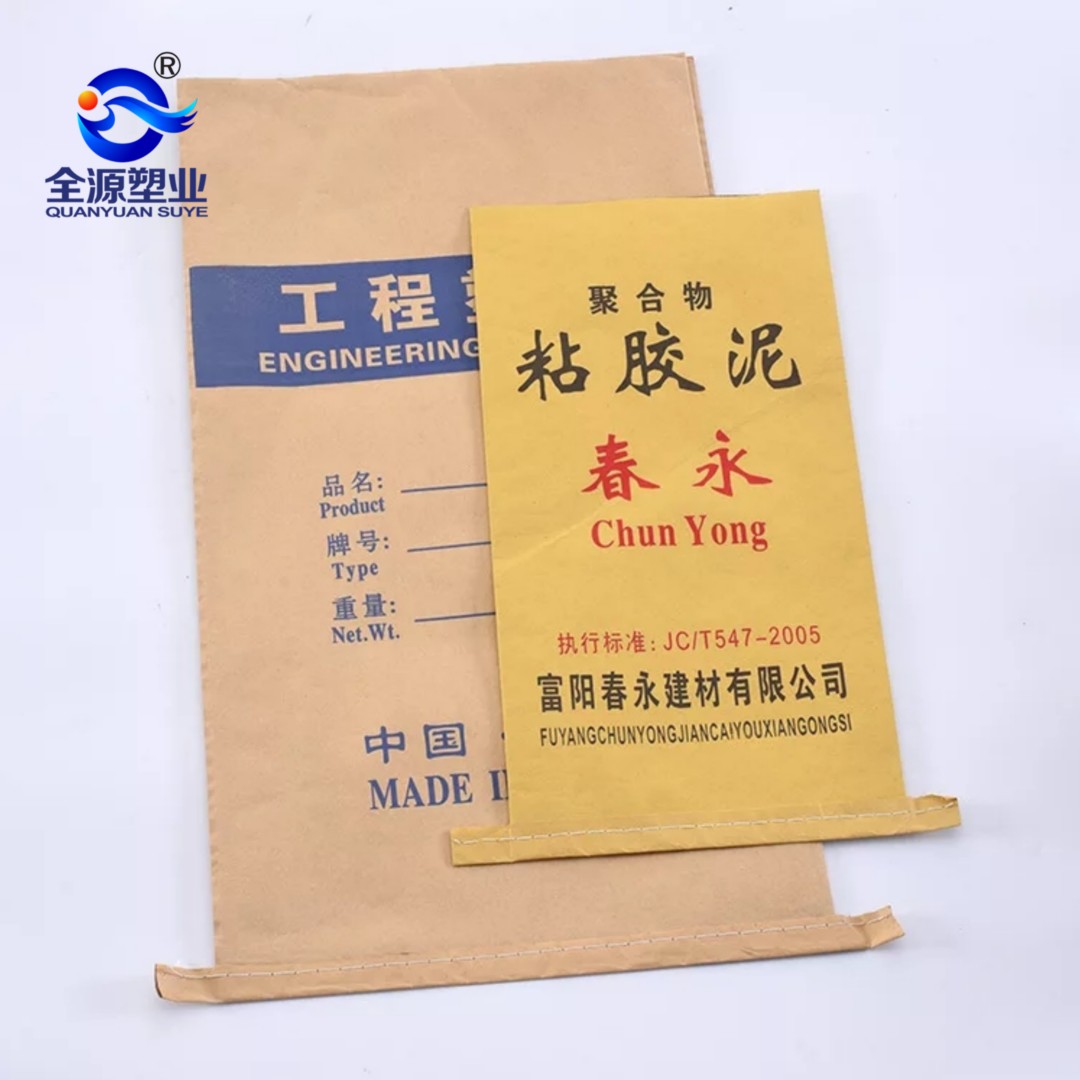 ®
全源塑业
QUANYUAN SUYE
工程
ENGINEERING
品名:
Product
牌号:
Type
重量:
Net.Wt.
中国
MADE
聚合物
粘胶泥
春永
Chun Yong
执行标准: JC/T547-2005
富阳春永建材有限公司
FUYANGCHUNYONGJIANCAIYOUXIANGONGSI